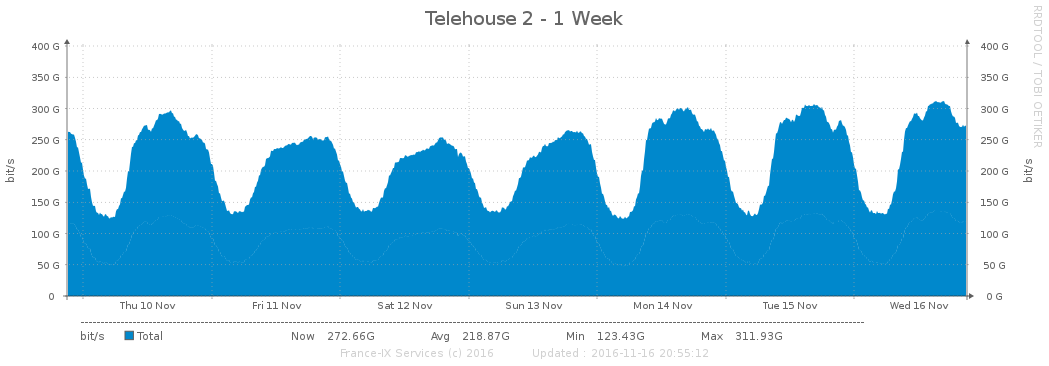 Telehouse 2 - 1 Week
RRDTOOL / TOBI OETIKER
400 G 400 G
350 G 350 G
300 G 300 G
250 G 250 G
200 G 200 G
150 G 150 G
100 G 100 G
50 G 50 G
0 0 G
bit/s bit/s
Thu 10 Nov Fri 11 Nov Sat 12 Nov Sun 13 Nov Mon 14 Nov Tue 15 Nov Wed 16 Nov
bit/s Total Now 272.66G Avg 218.87G Min 123.43G Max 311.93G
France-IX Services (c) 2016 Updated : 2016-11-16 20:55:12